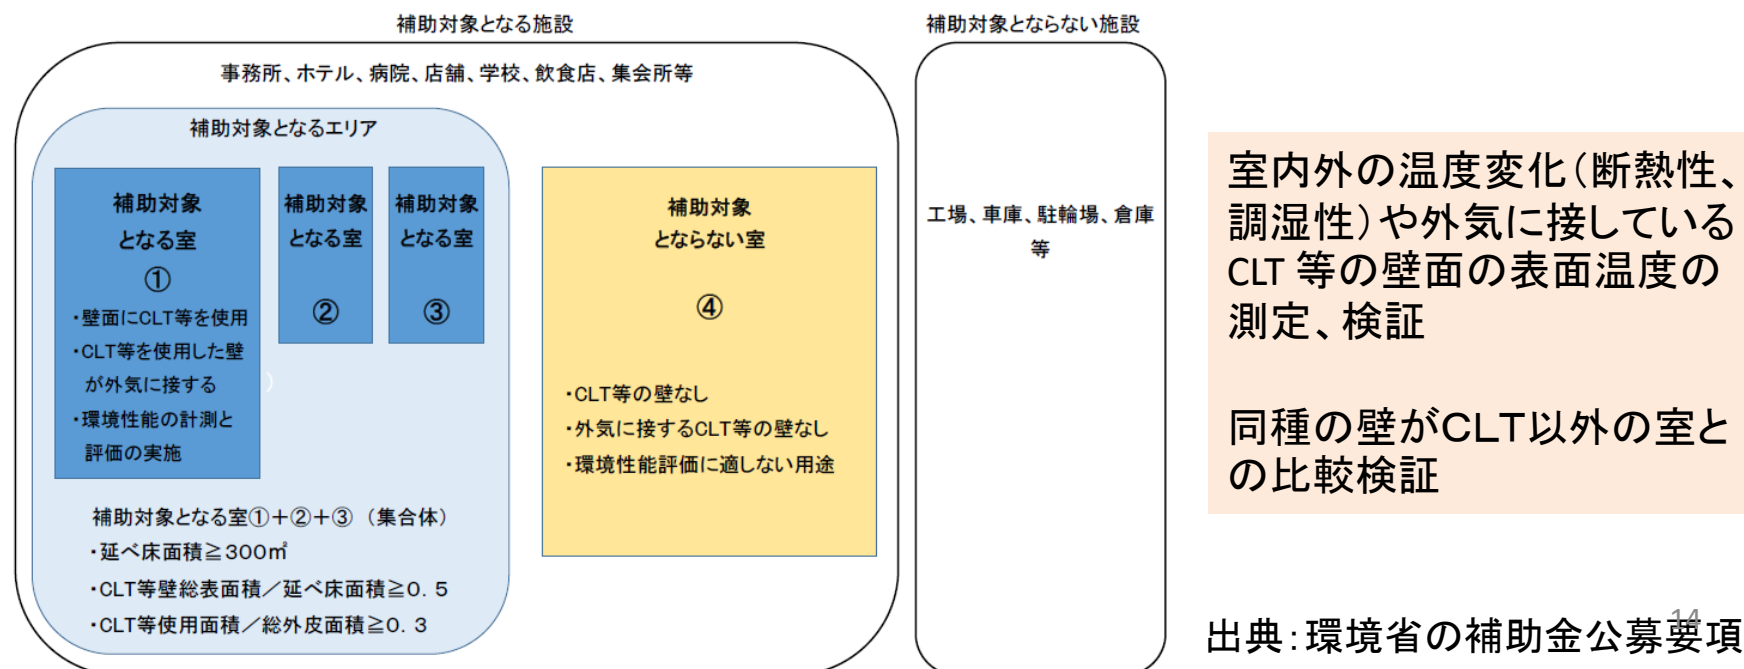 補助対象となる施設
事務所、ホテル、病院、店舗、学校、飲食店、集会所等
補助対象となるエリア
補助対象
となる室
①
・壁面にCLT等を使用
・CLT等を使用した壁
が外気に接する
・環境性能の計測と
評価の実施
)
補助対象
となる室
②
補助対象
となる室
③
補助対象となる室①+②+③ (集合体)
・延べ床面積≧300㎡
・CLT等壁総表面積/延べ床面積≧0.5
・CLT等使用面積/総外皮面積≧0.3
補助対象
とならない室
④
・CLT等の壁なし
・外気に接するCLT等の壁なし
・環境性能評価に適しない用途
補助対象とならない施設
工場、車庫、駐輪場、倉庫
等
室内外の温度変化(断熱性、
調湿性)や外気に接している
CLT 等の壁面の表面温度の
測定、検証
同種の壁がCLT以外の室と
の比較検証
14
出典:環境省の補助金公募要項